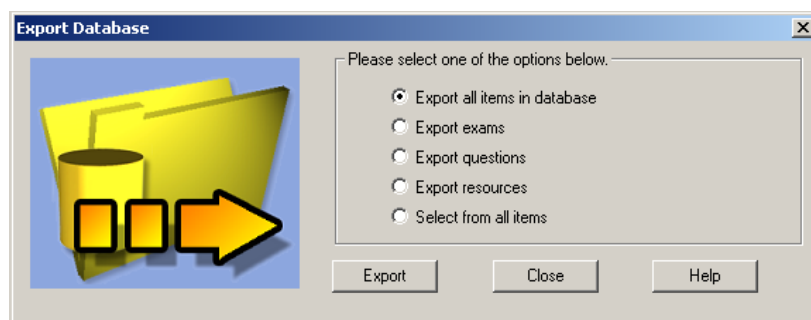 Export Database
Please select one of the options below.
Export all items in database
Export exams
Export questions
Export resources
Select from all items
Export Close Help